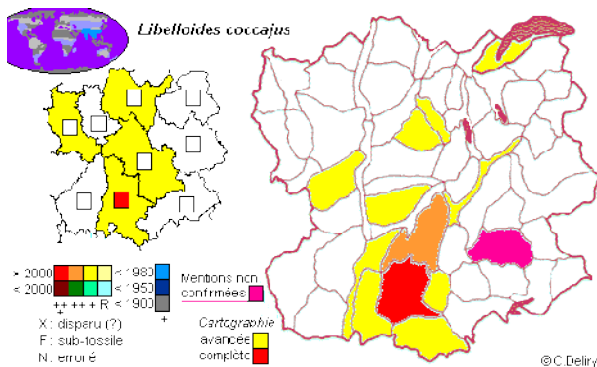 Libelloides coccajus
> 2000
< 1980
< 2000
< 1950
++ ++ + R
< 1900
+
+
Mentions non
confirmées
X : disparu (?)
F : sub-fossile
N : erroné
Cartographie
avancée
complète
© C.Deliry